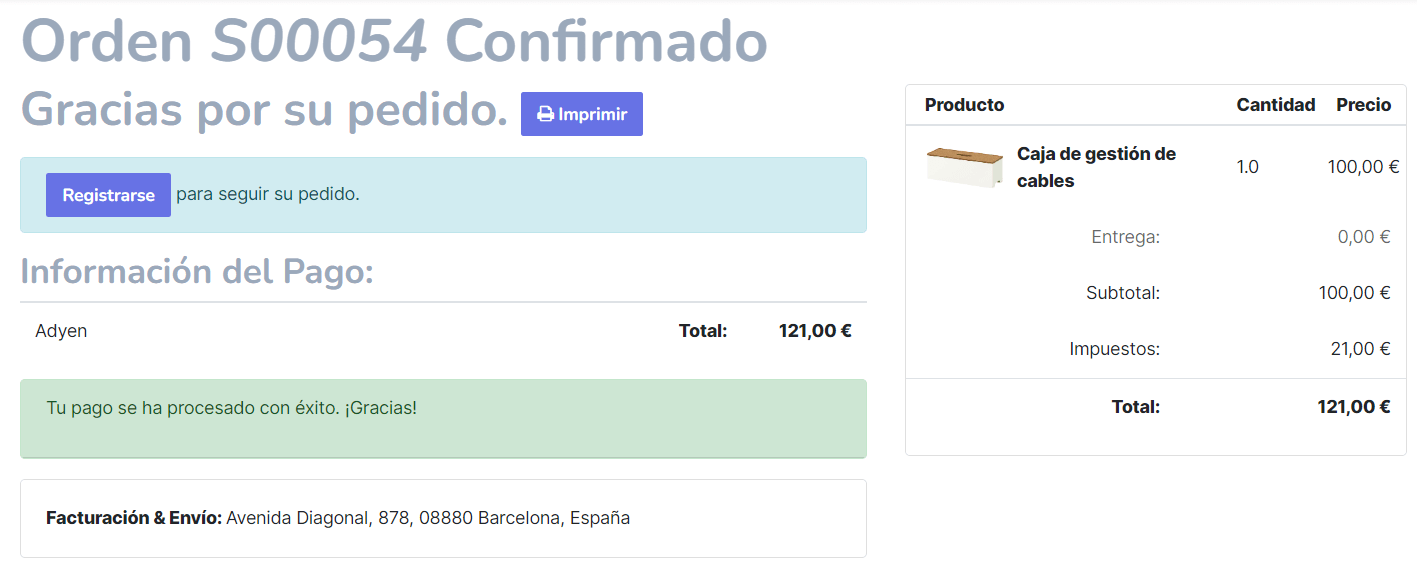 Orden S00054 Confirmado
Gracias por su pedido. Imprimir
Registrarse para seguir su pedido.
Información del Pago:
Adyen Total: 121,00 €
Tu pago se ha procesado con éxito. ¡Gracias!
Facturación & Envío: Avenida Diagonal, 878, 08880 Barcelona, España
Producto Cantidad Precio
Caja de gestión de
cables 1.0 100,00 €
Entrega: 0,00 €
Subtotal: 100,00 €
Impuestos: 21,00 €
Total: 121,00 €